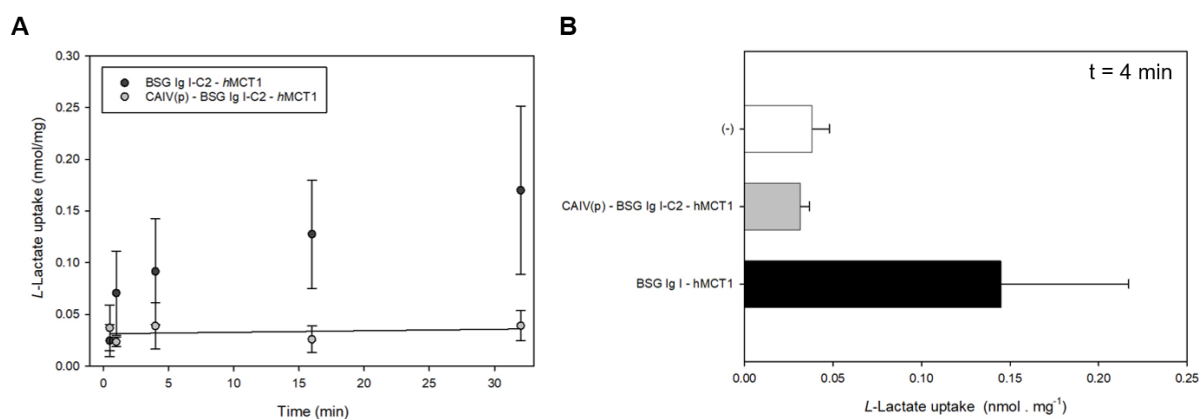 A
0.30
0.25
0.20
0.15
0.10
0.05
0.00
L-Lactate uptake (nmol/mg)
BSG Ig I-C2 - hMCT1
CAIV(p) - BSG Ig I-C2 - hMCT1
0 5 10 15 20 25 30
Time (min)
B
t = 4 min
(-)
CAIV(p) - BSG Ig I-C2 - hMCT1
BSG Ig I - hMCT1
0.00 0.05 0.10 0.15 0.20 0.25
L-Lactate uptake (nmol . mg⁻¹)